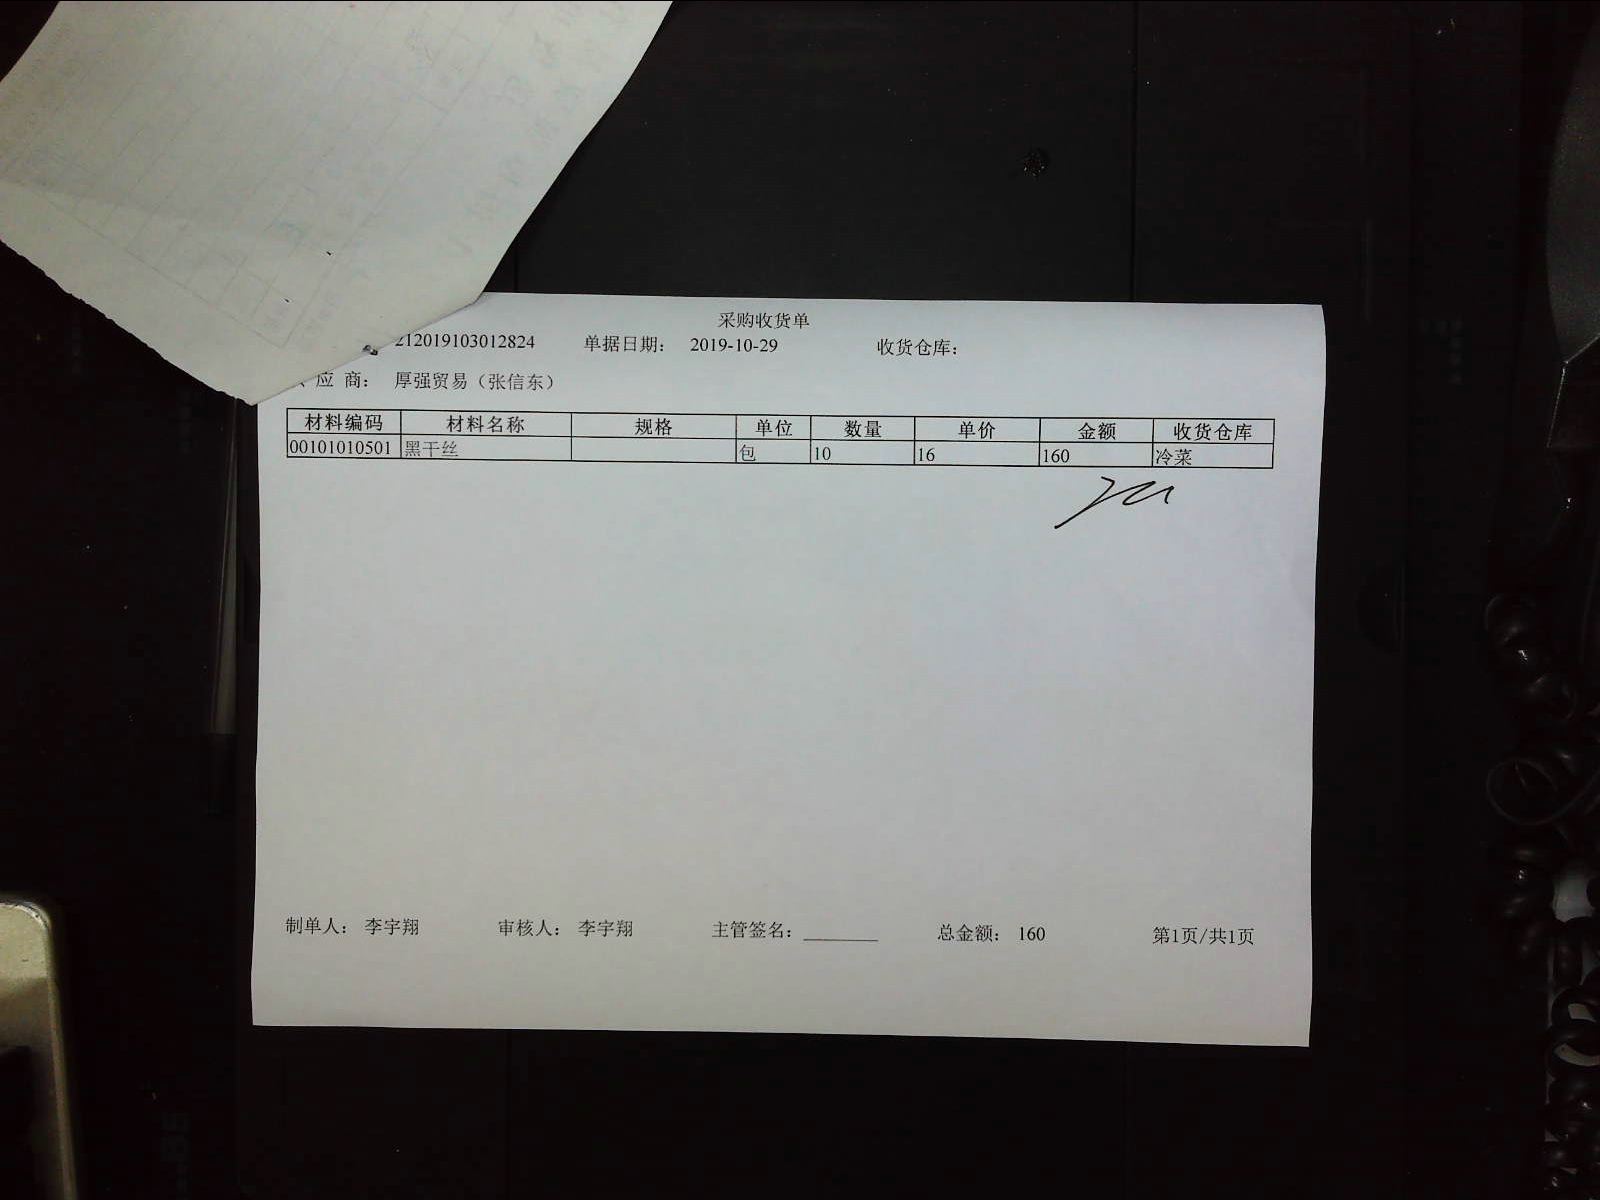 采购收货单
212019103012824 单据日期： 2019-10-29 收货仓库：
应 商： 厚强贸易（张信东）
材料编码 材料名称 规格 单位 数量 单价 金额 收货仓库
00101010501 黑干丝 包 10 16 160 冷菜
制单人： 李宇翔 审核人： 李宇翔 主管签名： 总金额： 160 第1页/共1页